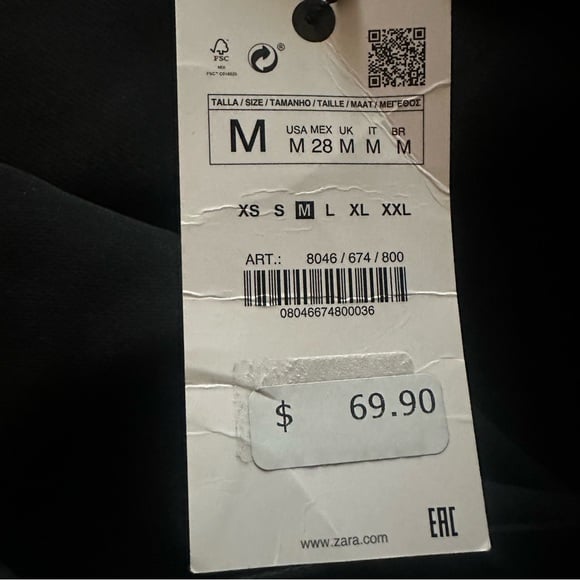 FSC
MIX
®
TALLA / SIZE / TAMANHO / TAILLE / MAAT / ΜΕΓΕΘΟΣ
M
USA MEX UK IT BR
M 28 M M M
XS S M L XL XXL
ART.: 8046 / 674 / 800
08046674800036
$ 69.90
www.zara.com
EAC